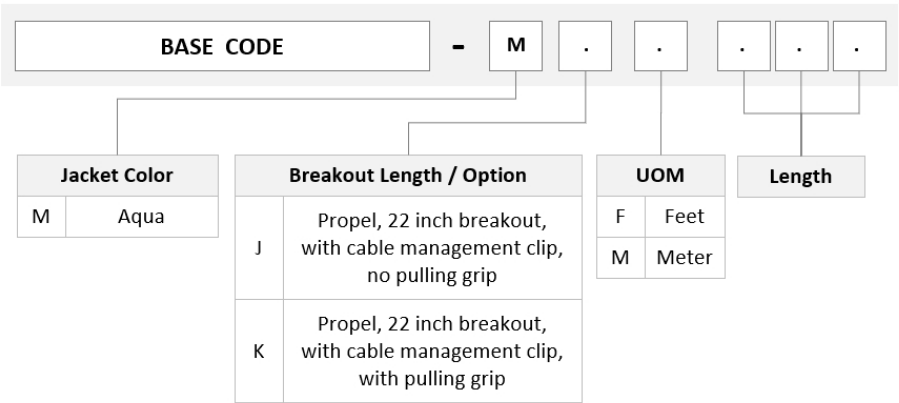 BASE CODE - M . . . . .
Jacket Color
M Aqua
Breakout Length / Option
J Propel, 22 inch breakout,
with cable management clip,
no pulling grip
K Propel, 22 inch breakout,
with cable management clip,
with pulling grip
UOM
F Feet
M Meter
Length